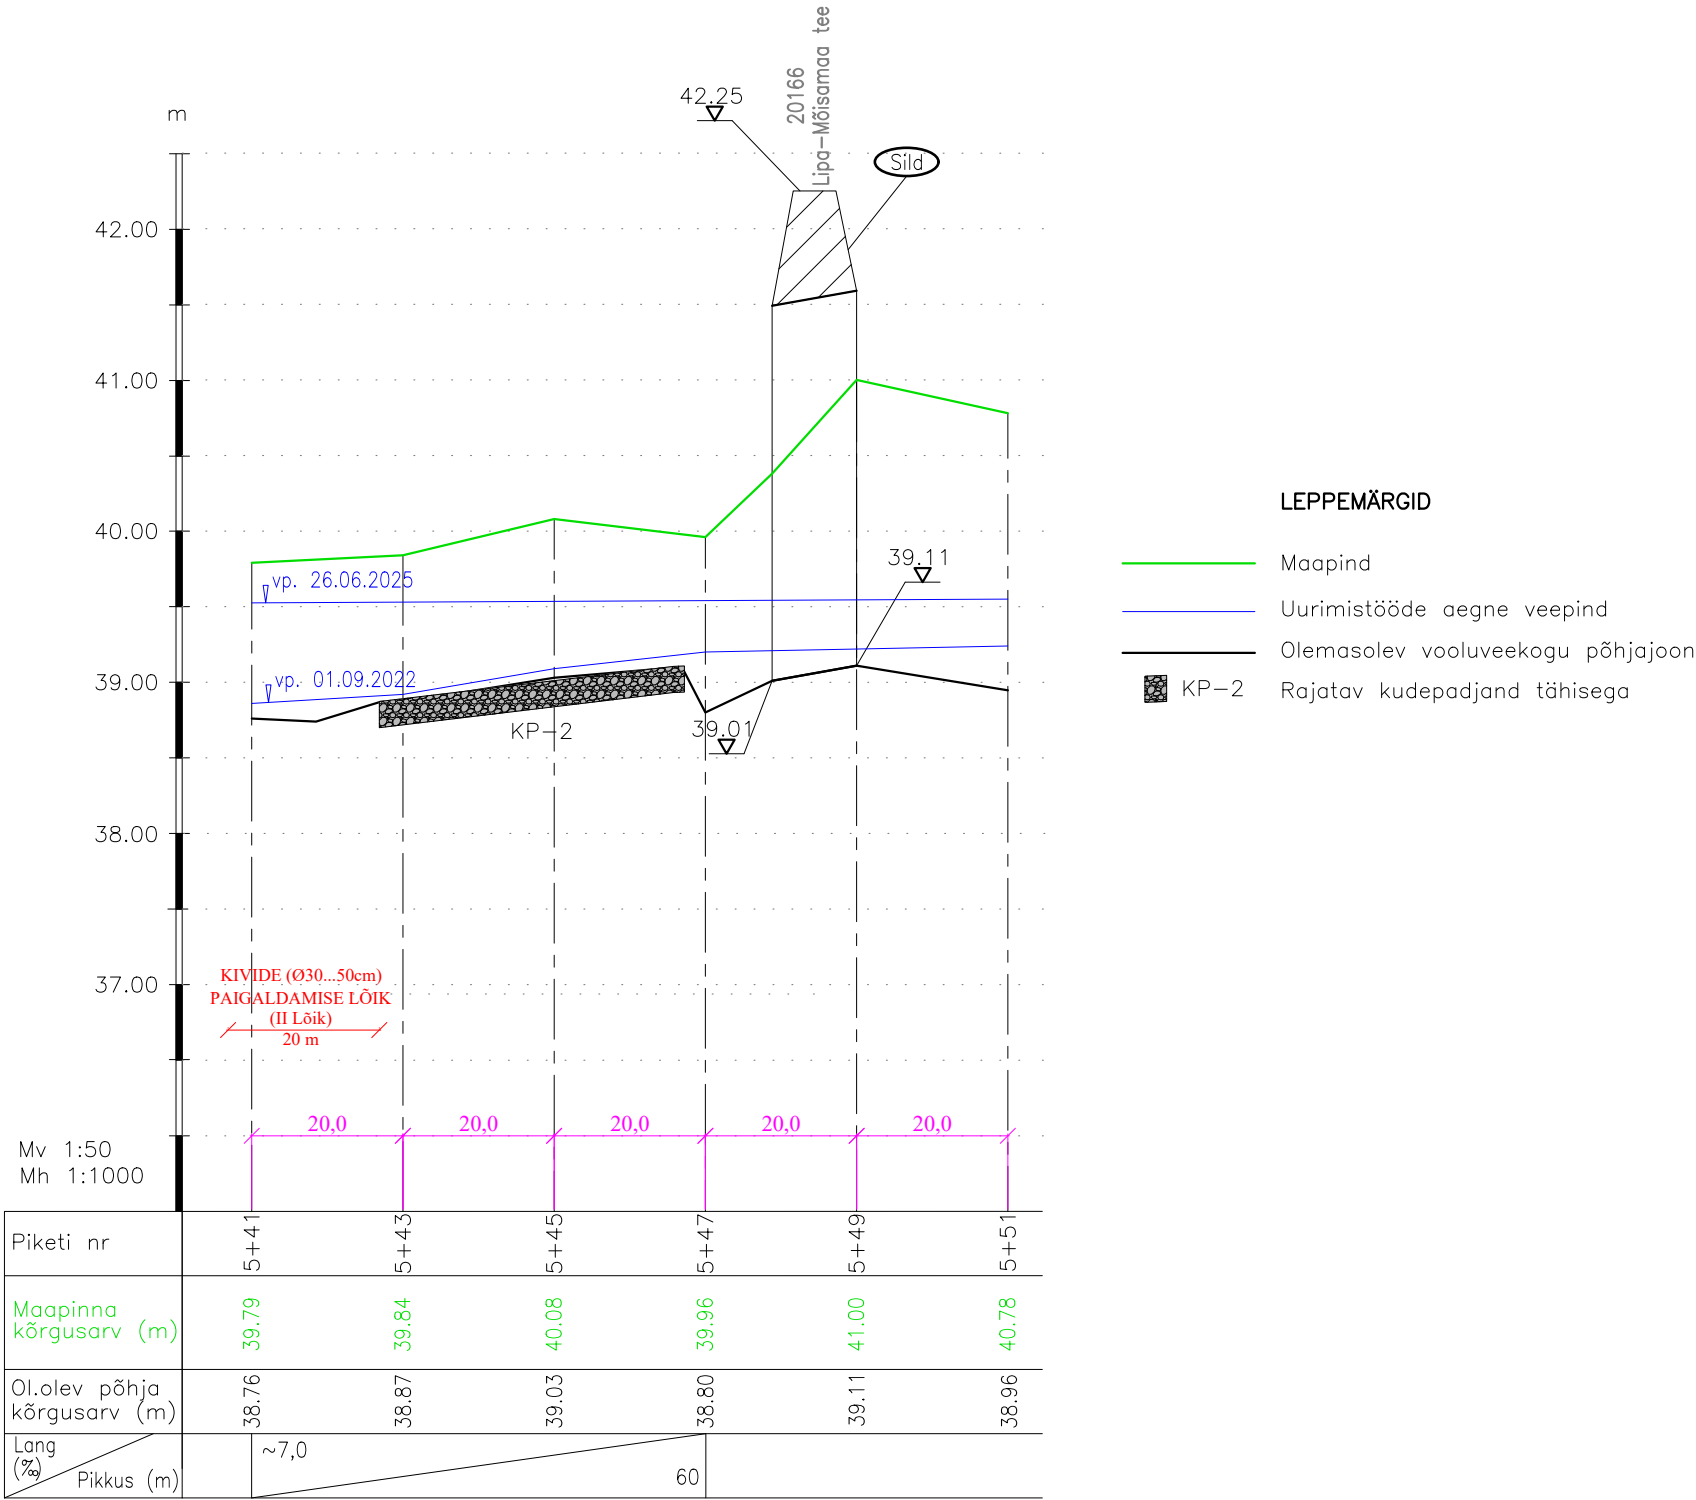 20166
Lipa-Mõisamaa tee
42.25
m
Sild
42.00
41.00
40.00
39.00
38.00
37.00
vp. 26.06.2025
vp. 01.09.2022
39.11
39.01
KP-2
LEPPEMÄRGID
Maapind
Uurimistööde aegne veepind
Olemasolev vooluveekogu põhjajoon
KP-2 Rajatav kudepadjand tähisega
KIVIDE (Ø30...50cm)
PAIGALDAMISE LÕIK
(II Lõik)
20 m
20,0 20,0 20,0 20,0 20,0
Mv 1:50
Mh 1:1000
Piketi nr 5+41 5+43 5+45 5+47 5+49 5+51
Maapinna
kõrgusarv (m) 39.79 39.84 40.08 39.96 41.00 40.78
Ol.olev põhja
kõrgusarv (m) 38.76 38.87 39.03 38.80 39.11 38.96
Lang
(‰)
Pikkus (m)
~7,0
60